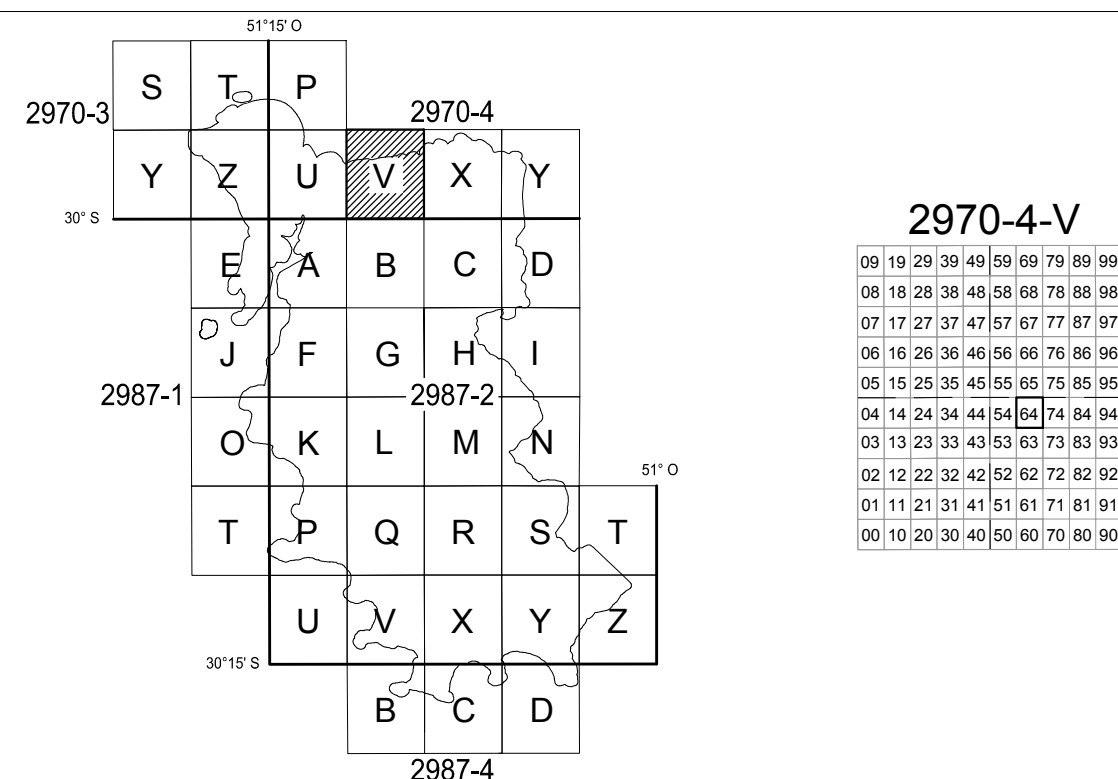 51°15' O
S T P
2970-3
2970-4
Y Z U V X Y
30° S
E A B C D
J F G H I
2987-1
2987-2
O K L M N
51° O
T P Q R S T
U V X Y Z
30°15' S
B C D
2987-4
2970-4-V
09 19 29 39 49 59 69 79 89 99
08 18 28 38 48 58 68 78 88 98
07 17 27 37 47 57 67 77 87 97
06 16 26 36 46 56 66 76 86 96
05 15 25 35 45 55 65 75 85 95
04 14 24 34 44 54 64 74 84 94
03 13 23 33 43 53 63 73 83 93
02 12 22 32 42 52 62 72 82 92
01 11 21 31 41 51 61 71 81 91
00 10 20 30 40 50 60 70 80 90